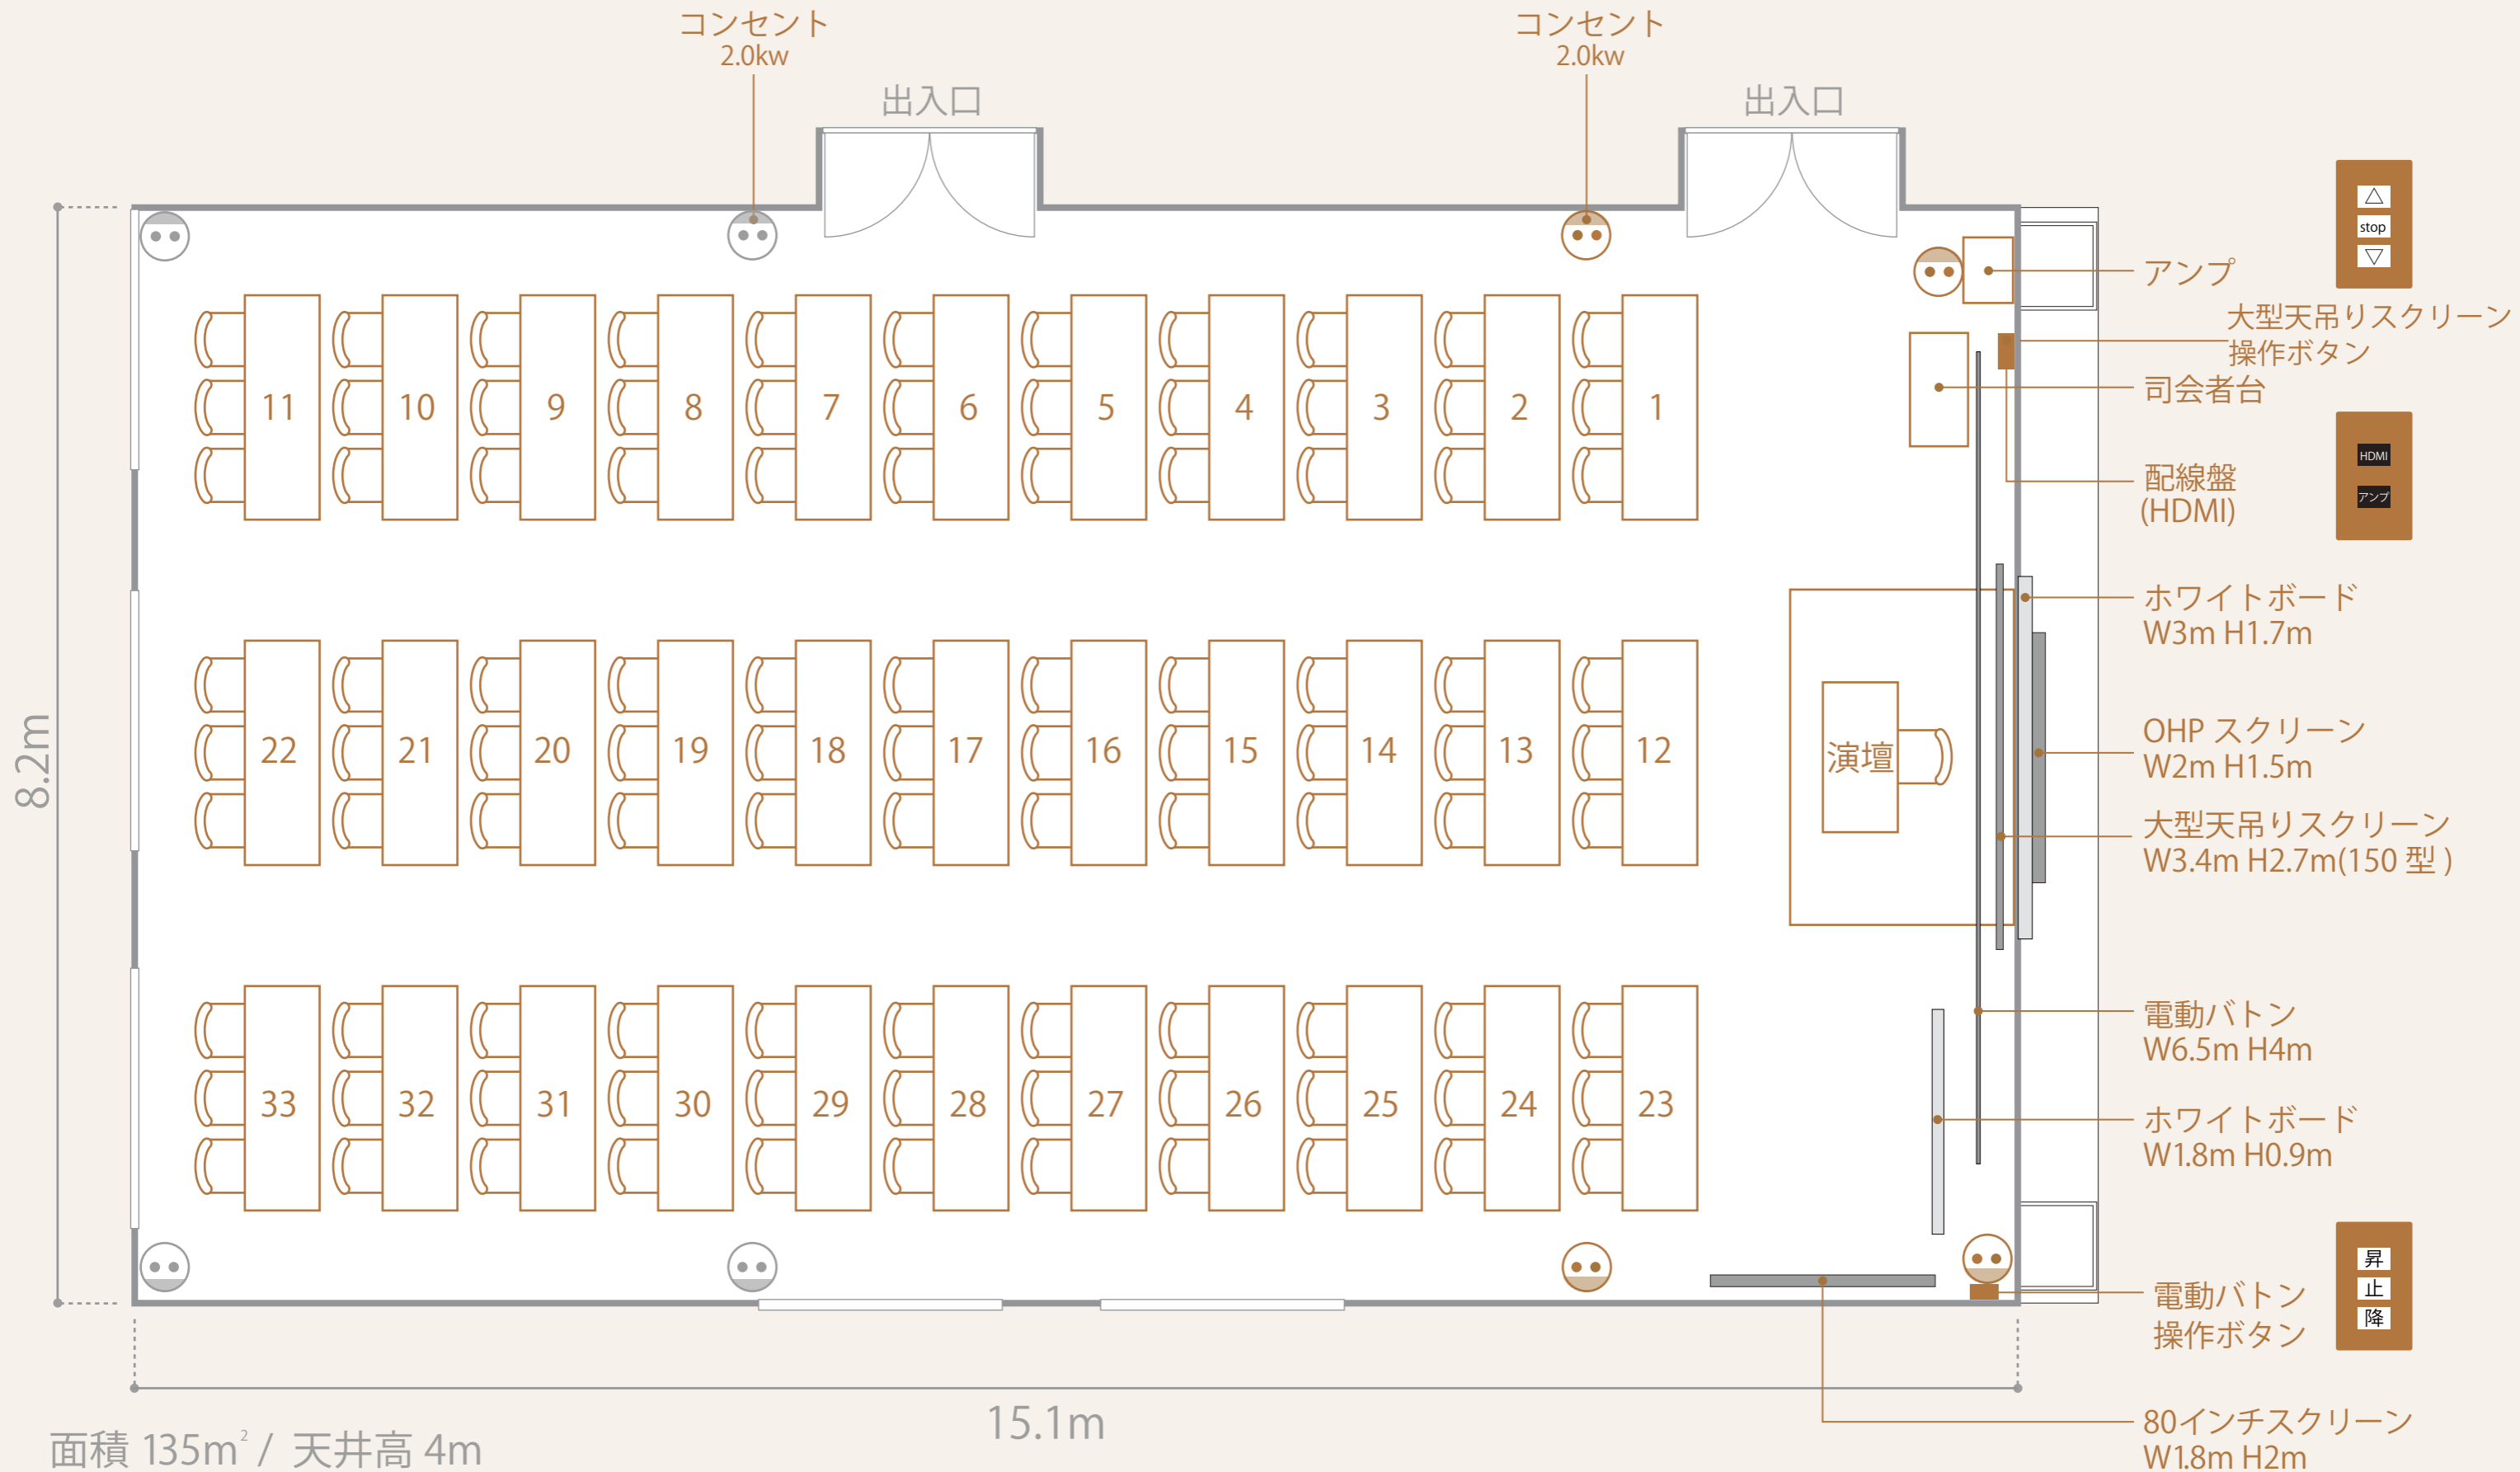 コンセント
2.0kw
コンセント
2.0kw
出入口
出入口
△
stop
▽
アンプ
大型天吊りスクリーン
操作ボタン
司会者台
配線盤
(HDMI)
HDMI
アンプ
11
10
9
8
7
6
5
4
3
2
1
ホワイトボード
W3m H1.7m
OHP スクリーン
W2m H1.5m
8.2m
22
21
20
19
18
17
16
15
14
13
12
演壇
大型天吊りスクリーン
W3.4m H2.7m(150 型 )
電動バトン
W6.5m H4m
33
32
31
30
29
28
27
26
25
24
23
ホワイトボード
W1.8m H0.9m
電動バトン
操作ボタン
昇
止
降
15.1m
80インチスクリーン
W1.8m H2m
面積 135m² / 天井高 4m